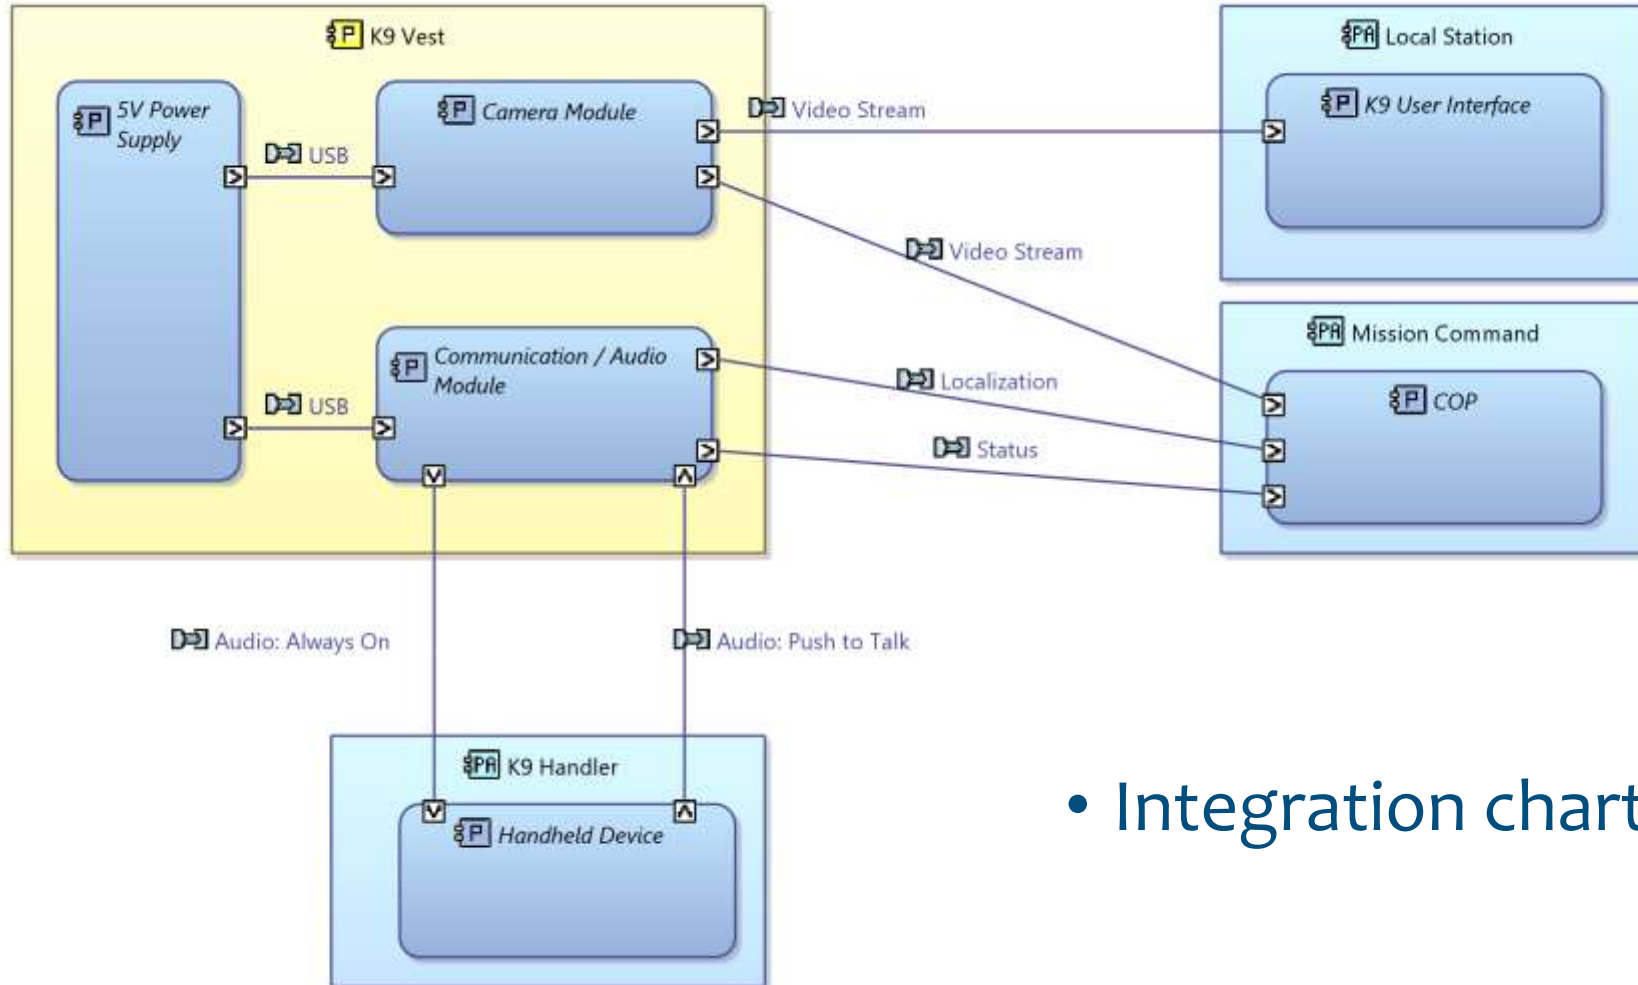 K9 Vest
5V Power
Supply
USB
Camera Module
Video Stream
Local Station
K9 User Interface
Video Stream
Communication / Audio
Module
USB
Localization
Status
Mission Command
COP
Audio: Always On
Audio: Push to Talk
K9 Handler
Handheld Device
• Integration chart